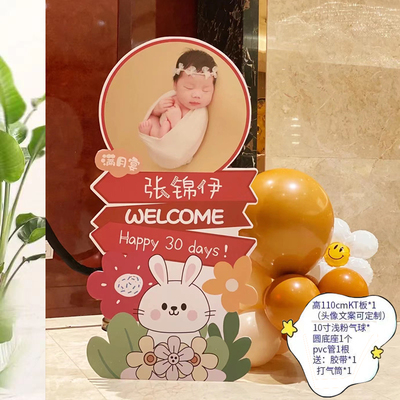 满月宴
张锦伊
WELCOME
Happy 30 days!
高110cmKT板*1
(头像文案可定制)
10寸浅粉气球*
圆底座1个
pvc管1根
送:胶带*1
打气筒*1